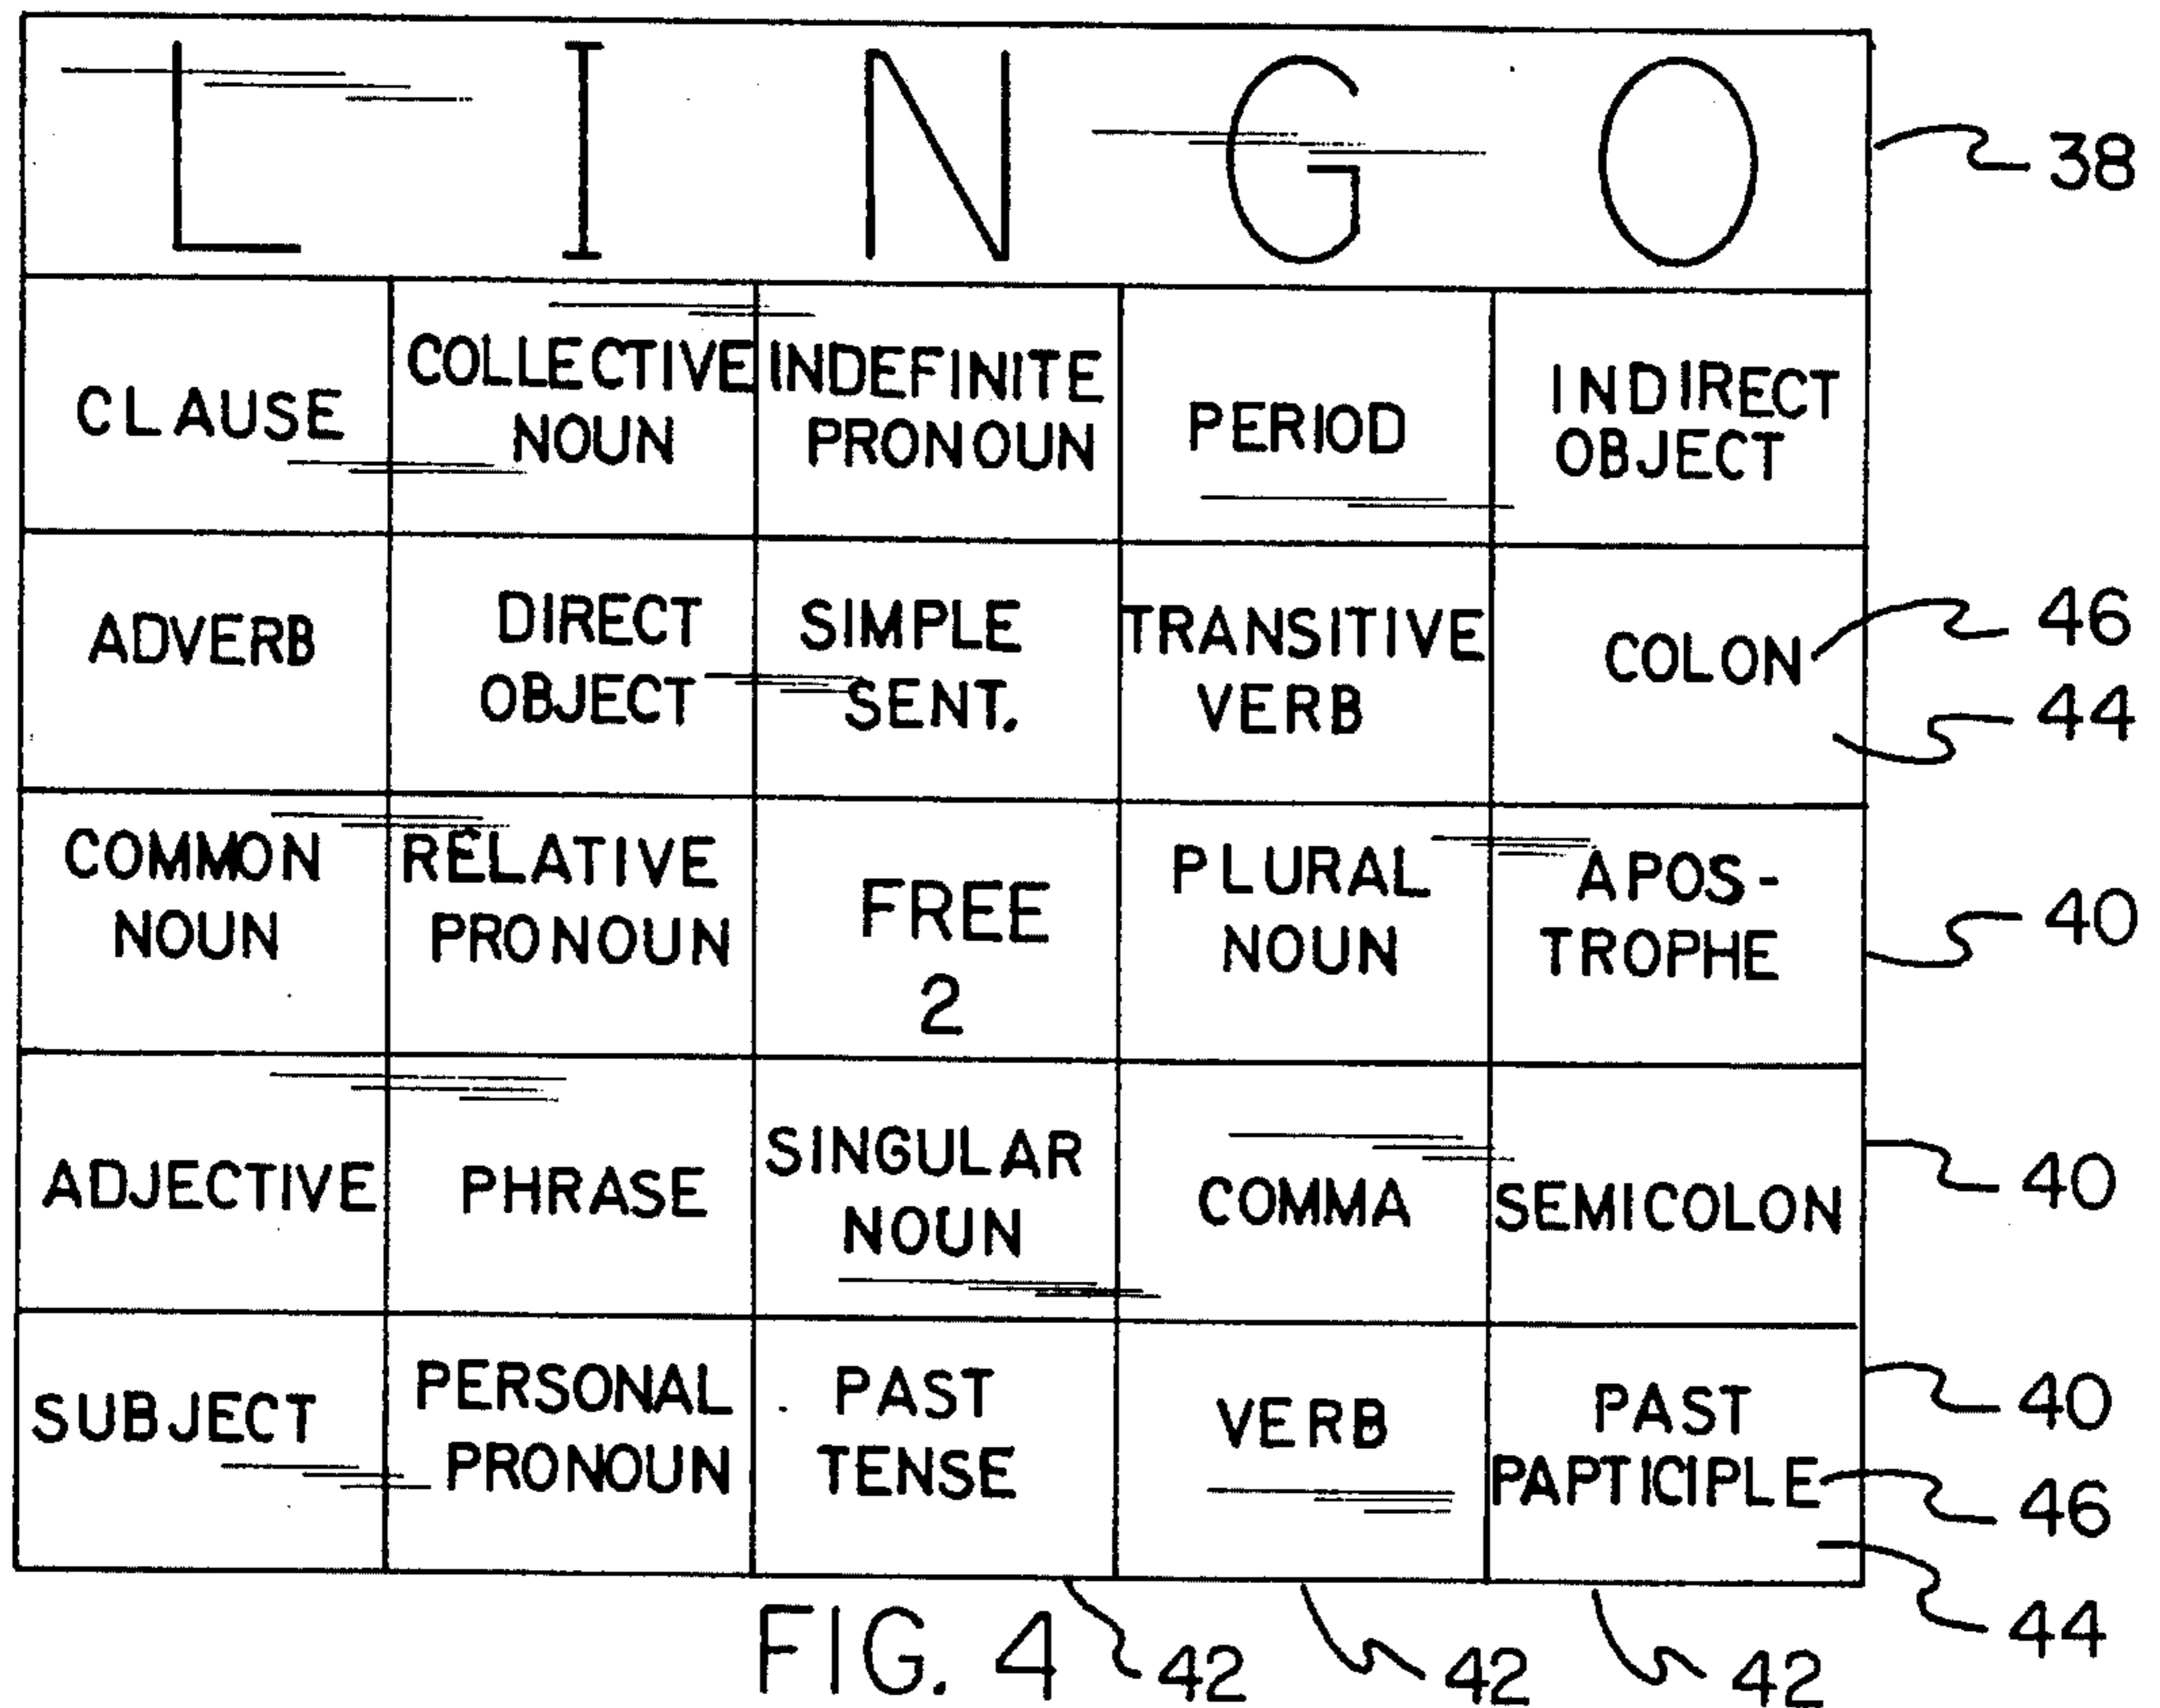 L I N G O
38
CLAUSE
COLLECTIVE
NOUN
INDEFINITE
PRONOUN
PERIOD
INDIRECT
OBJECT
ADVERB
DIRECT
OBJECT
SIMPLE
SENT.
TRANSITIVE
VERB
COLON
46
44
COMMON
NOUN
RELATIVE
PRONOUN
FREE
2
PLURAL
NOUN
APOS-
TROPHE
40
ADJECTIVE
PHRASE
SINGULAR
NOUN
COMMA
SEMICOLON
40
SUBJECT
PERSONAL
PRONOUN
PAST
TENSE
VERB
PAST
PAPTICIPLE
40
46
44
FIG. 4
42
42
42